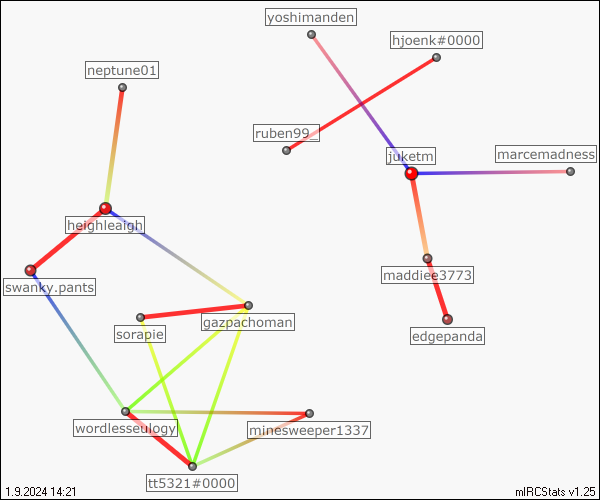 yoshimanden
hjoenk#0000
neptune01
ruben99_
juketm
marcemadness
heighleaigh
maddiee3773
swanky.pants
gazpachoman
sorapie
edgepanda
wordlesseulogy
minesweeper1337
tt5321#0000
1.9.2024 14:21
mIRCStats v1.25